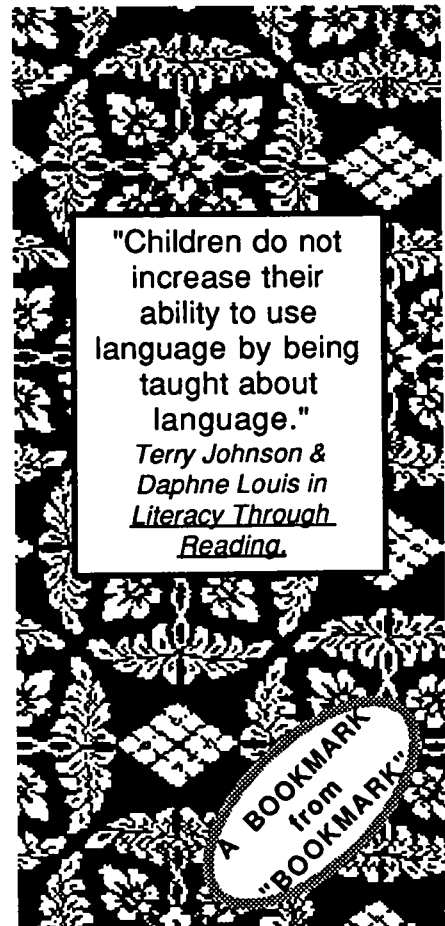 "Children do not
increase their
ability to use
language by being
taught about
language."
Terry Johnson &
Daphne Louis in
Literacy Through
Reading.
A BOOKMARK
from
"BOOKMARK"